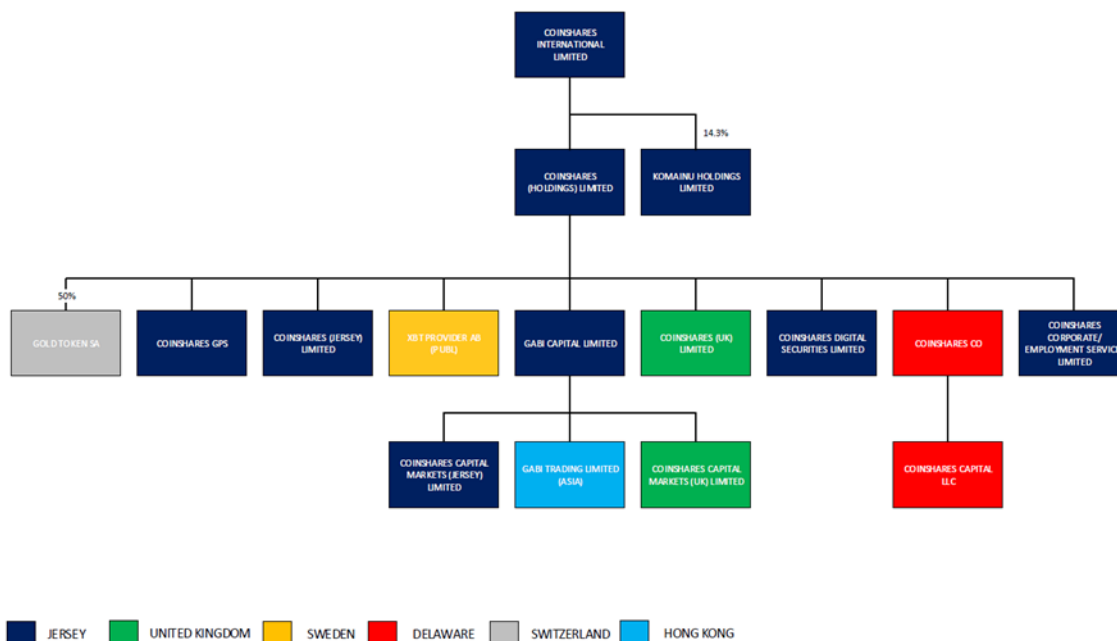 COINSHARES
INTERNATIONAL
LIMITED
14.3%
COINSHARES
(HOLDINGS) LIMITED
KOMAINU HOLDINGS
LIMITED
50%
GOLD TOKEN SA
COINSHARES GPS
COINSHARES (JERSEY)
LIMITED
XBT PROVIDER AB
(PUBL)
GABI CAPITAL LIMITED
COINSHARES (UK)
LIMITED
COINSHARES DIGITAL
SECURITIES LIMITED
COINSHARES CO
COINSHARES
CORPORATE/
EMPLOYMENT SERVICE
LIMITED
COINSHARES CAPITAL
MARKETS (JERSEY)
LIMITED
GABI TRADING LIMITED
(ASIA)
COINSHARES CAPITAL
MARKETS (UK) LIMITED
COINSHARES CAPITAL
LLC
JERSEY
UNITED KINGDOM
SWEDEN
DELAWARE
SWITZERLAND
HONG KONG